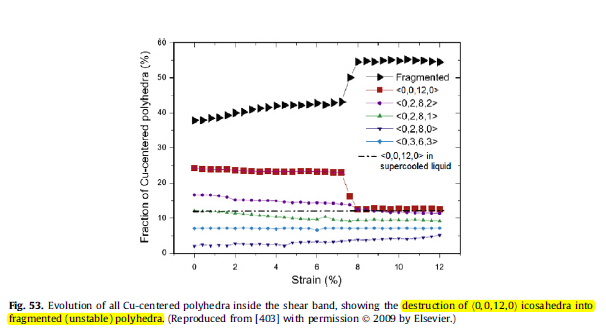 60
50
40
30
20
10
0
Fraction of Cu-centered polyhedra (%)
Fragmented
<0,0,12,0>
<0,2,8,2>
<0,2,8,1>
<0,2,8,0>
<0,3,6,3>
<0,0,12,0> in
supercooled liquid
0 2 4 6 8 10 12
Strain (%)
Fig. 53. Evolution of all Cu-centered polyhedra inside the shear band, showing the destruction of ⟨0,0,12,0⟩ icosahedra into
fragmented (unstable) polyhedra. (Reproduced from [403] with permission © 2009 by Elsevier.)